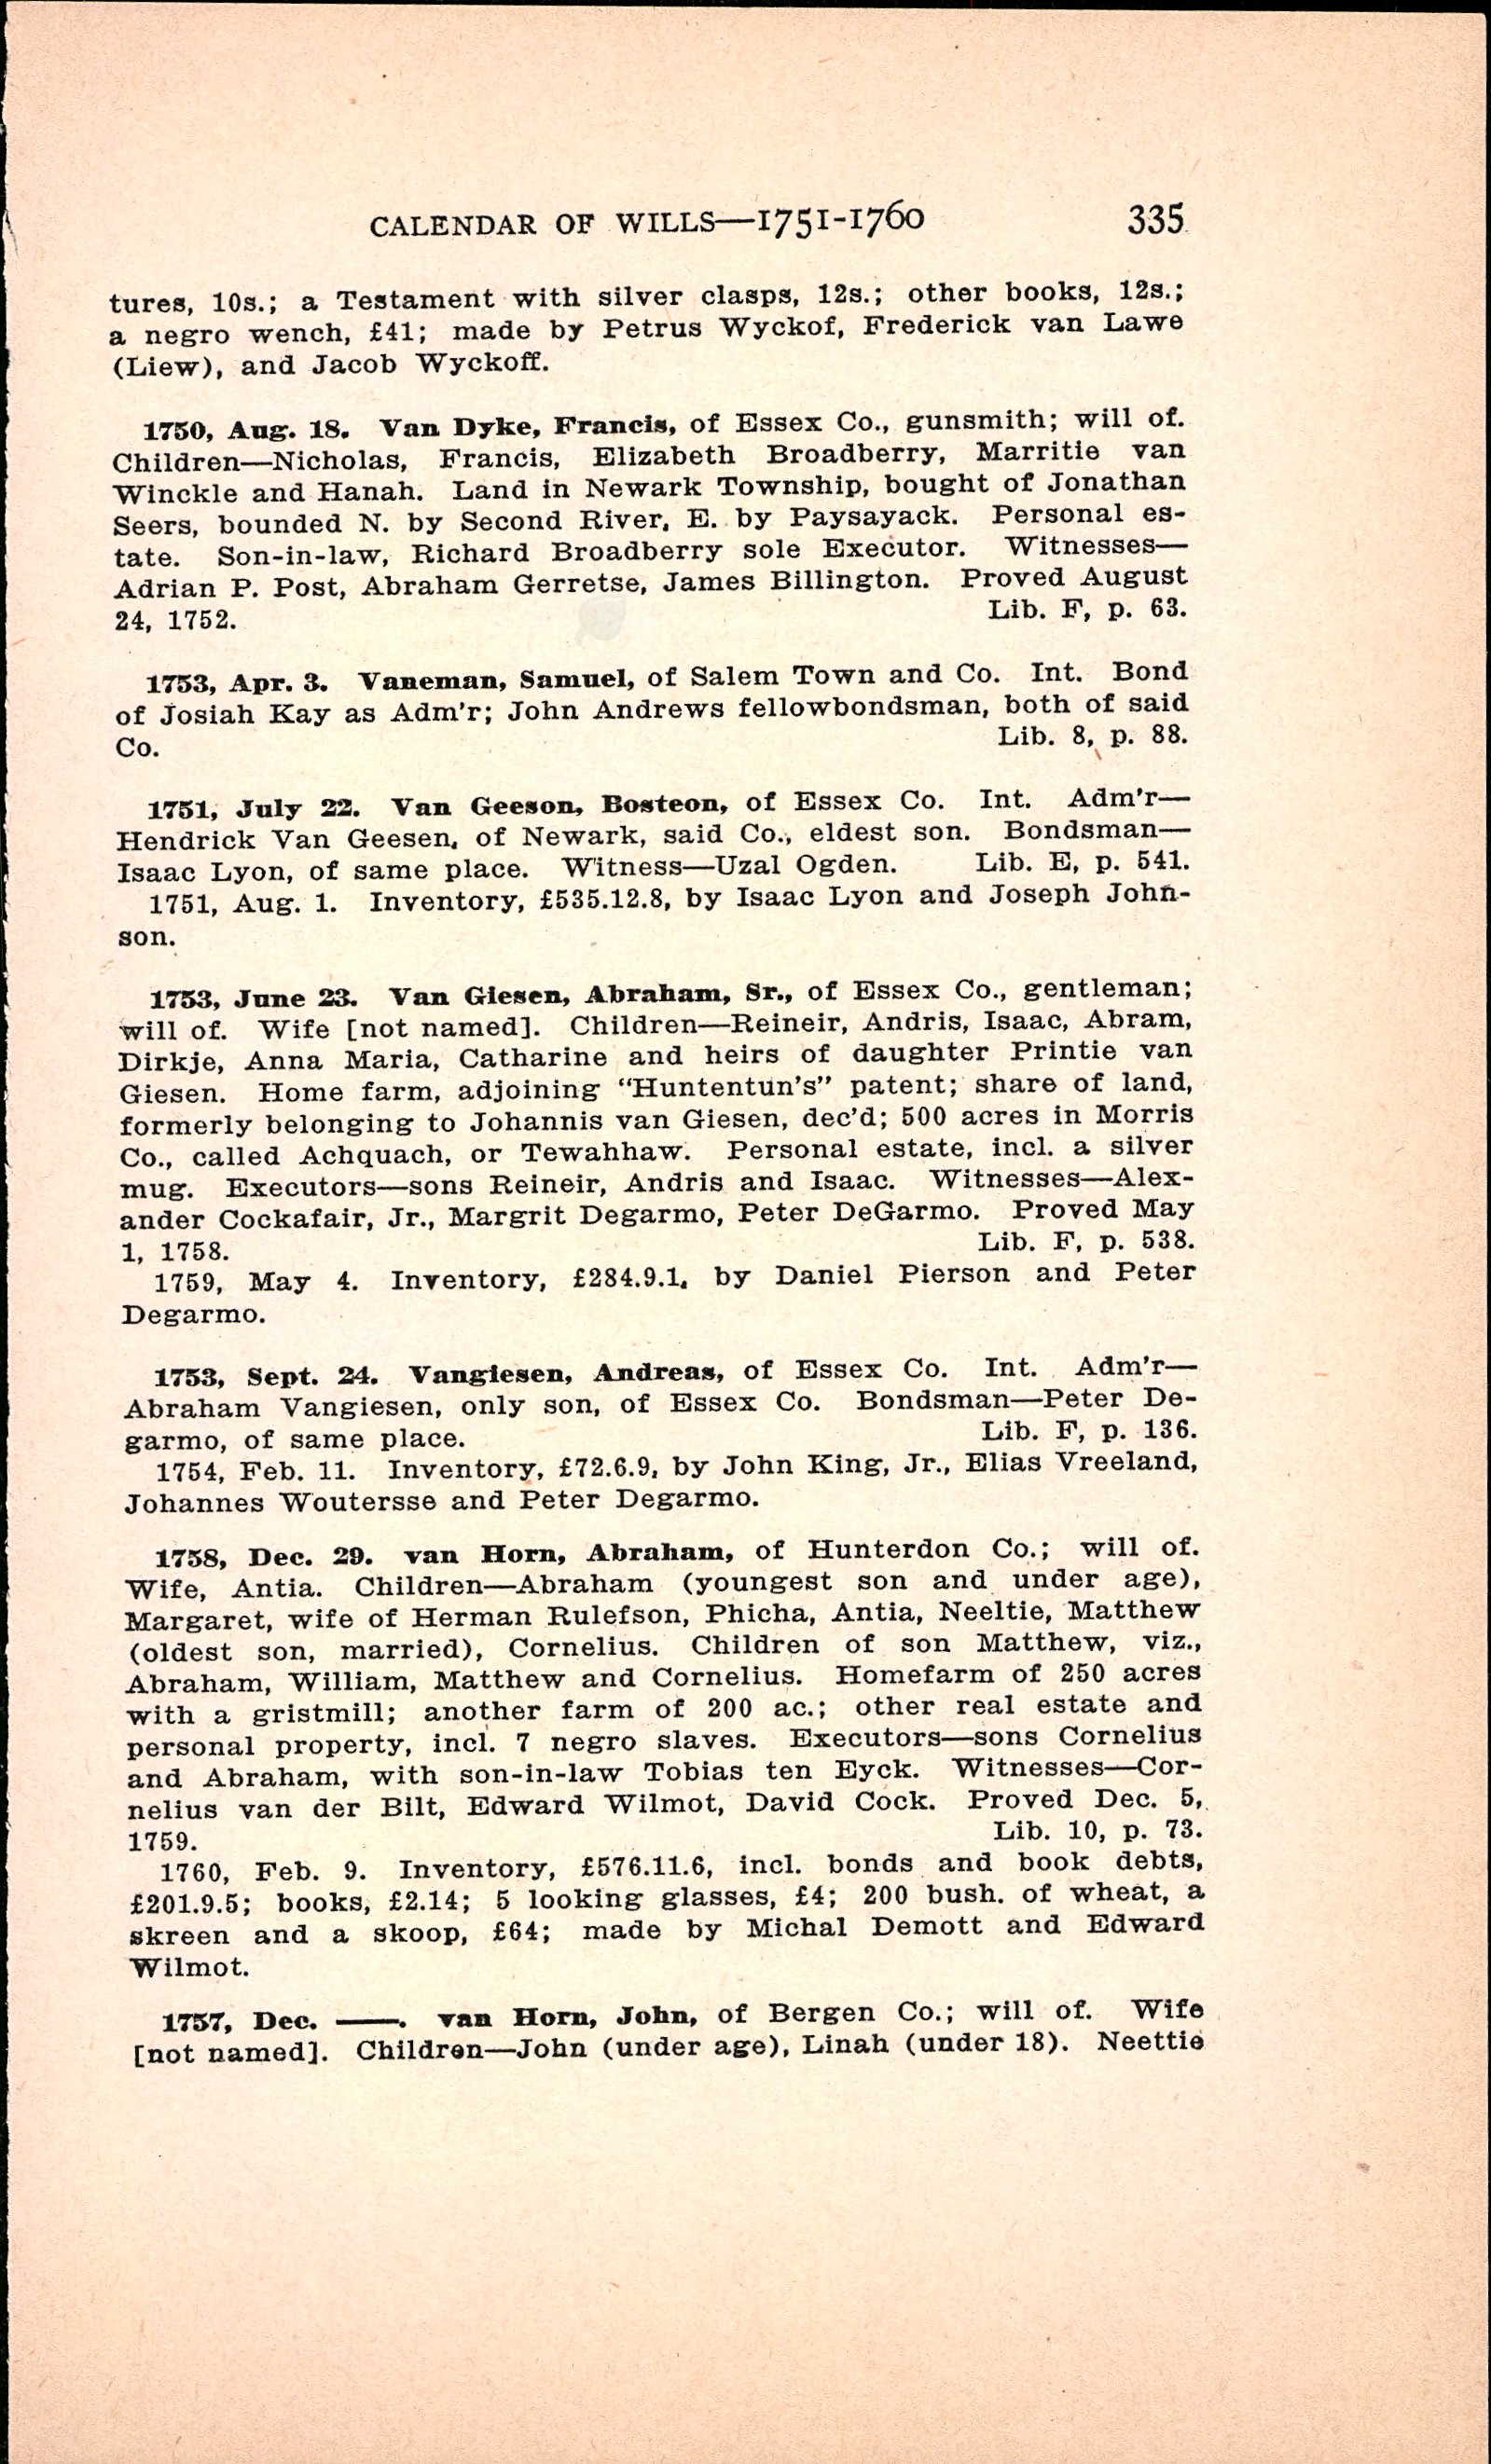 CALENDAR OF WILLS—1751-1760 335
tures, 10s.; a Testament with silver clasps, 12s.; other books, 12s.;
a negro wench, £41; made by Petrus Wyckof, Frederick van Lawe
(Liew), and Jacob Wyckoff.
1750, Aug. 18. Van Dyke, Francis, of Essex Co., gunsmith; will of.
Children—Nicholas, Francis, Elizabeth Broadberry, Marritie van
Winckle and Hanah. Land in Newark Township, bought of Jonathan
Seers, bounded N. by Second River, E. by Paysayack. Personal es-
tate. Son-in-law, Richard Broadberry sole Executor. Witnesses—
Adrian P. Post, Abraham Gerretse, James Billington. Proved August
24, 1752. Lib. F, p. 63.
1753, Apr. 3. Vaneman, Samuel, of Salem Town and Co. Int. Bond
of Josiah Kay as Adm'r; John Andrews fellowbondsman, both of said
Co. Lib. 8, p. 88.
1751, July 22. Van Geeson, Bosteon, of Essex Co. Int. Adm'r—
Hendrick Van Geesen, of Newark, said Co., eldest son. Bondsman—
Isaac Lyon, of same place. Witness—Uzal Ogden. Lib. E, p. 541.
1751, Aug. 1. Inventory, £535.12.8, by Isaac Lyon and Joseph John-
son.
1753, June 23. Van Giesen, Abraham, Sr., of Essex Co., gentleman;
will of. Wife [not named]. Children—Reineir, Andris, Isaac, Abram,
Dirkje, Anna Maria, Catharine and heirs of daughter Printie van
Giesen. Home farm, adjoining “Huntentun's” patent; share of land,
formerly belonging to Johannis van Giesen, dec'd; 500 acres in Morris
Co., called Achquach, or Tewahhaw. Personal estate, incl. a silver
mug. Executors—sons Reineir, Andris and Isaac. Witnesses—Alex-
ander Cockafair, Jr., Margrit Degarmo, Peter DeGarmo. Proved May
1, 1758. Lib. F, p. 538.
1759, May 4. Inventory, £284.9.1, by Daniel Pierson and Peter
Degarmo.
1753, Sept. 24. Vangiesen, Andreas, of Essex Co. Int. Adm'r—
Abraham Vangiesen, only son, of Essex Co. Bondsman—Peter De-
garmo, of same place. Lib. F, p. 136.
1754, Feb. 11. Inventory, £72.6.9, by John King, Jr., Elias Vreeland,
Johannes Woutersse and Peter Degarmo.
1758, Dec. 29. van Horn, Abraham, of Hunterdon Co.; will of.
Wife, Antia. Children—Abraham (youngest son and under age),
Margaret, wife of Herman Rulefson, Phicha, Antia, Neeltie, Matthew
(oldest son, married), Cornelius. Children of son Matthew, viz.,
Abraham, William, Matthew and Cornelius. Homefarm of 250 acres
with a gristmill; another farm of 200 ac.; other real estate and
personal property, incl. 7 negro slaves. Executors—sons Cornelius
and Abraham, with son-in-law Tobias ten Eyck. Witnesses—Cor-
nelius van der Bilt, Edward Wilmot, David Cock. Proved Dec. 5,
1759. Lib. 10, p. 73.
1760, Feb. 9. Inventory, £576.11.6, incl. bonds and book debts,
£201.9.5; books, £2.14; 5 looking glasses, £4; 200 bush. of wheat, a
skreen and a skoop, £64; made by Michal Demott and Edward
Wilmot.
1757, Dec. ——. van Horn, John, of Bergen Co.; will of. Wife
[not named]. Children—John (under age), Linah (under 18). Neettie